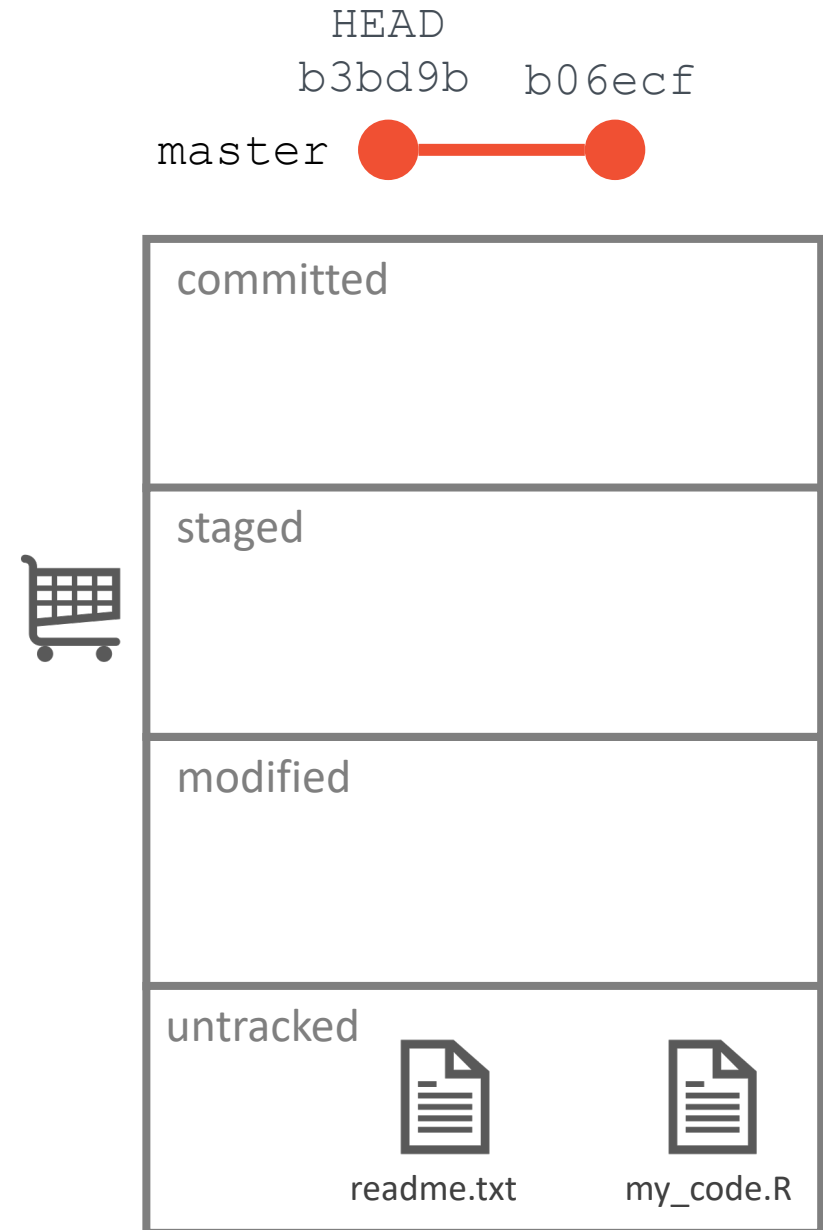 HEAD
b3bd9b b06ecf
master
committed
staged
modified
untracked
readme.txt my_code.R